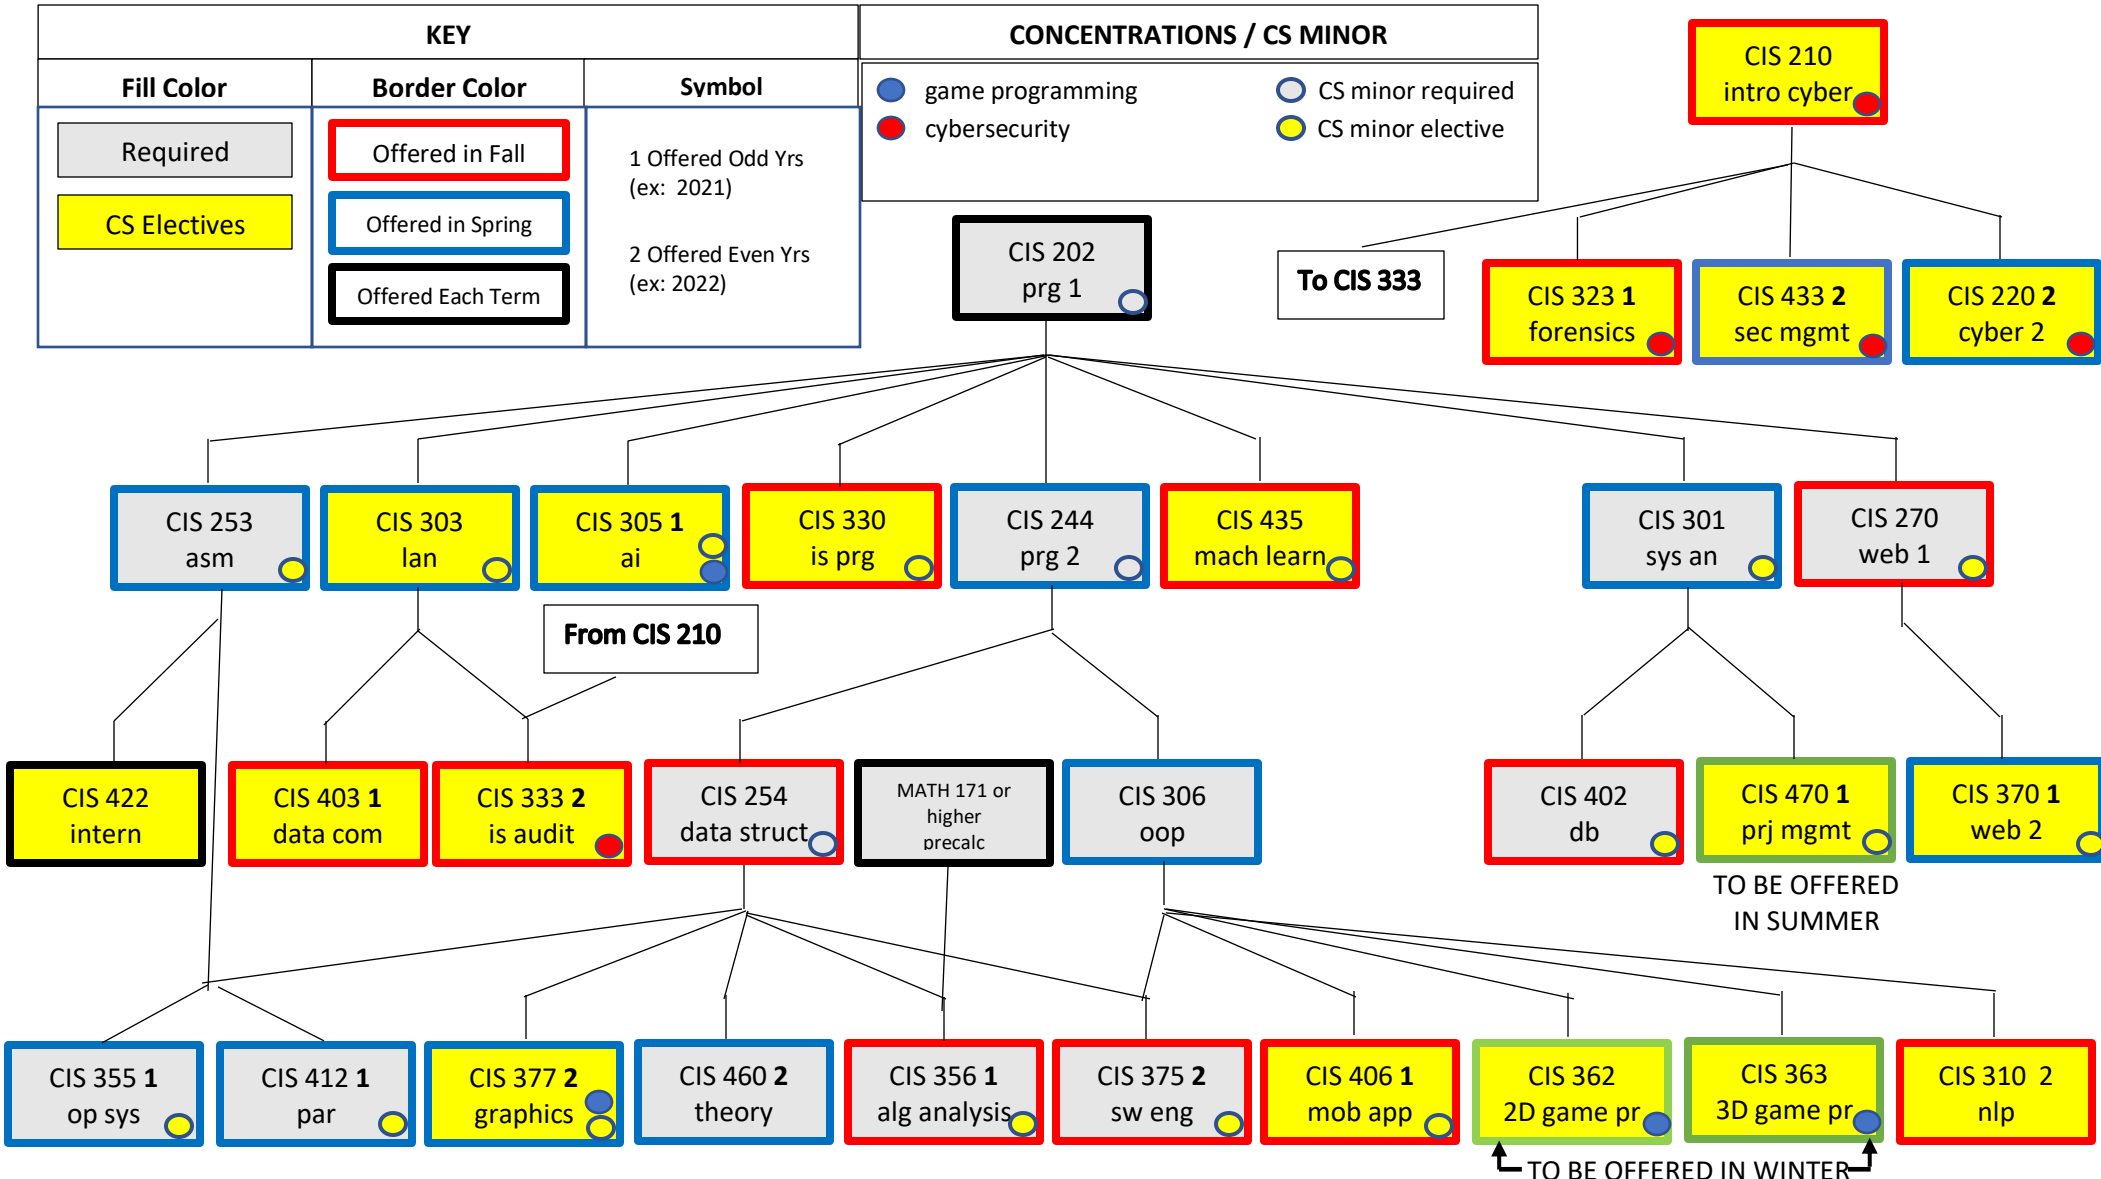 KEY
CONCENTRATIONS / CS MINOR
Fill Color
Border Color
Symbol
Required
CS Electives
Offered in Fall
Offered in Spring
Offered Each Term
1 Offered Odd Yrs
(ex:  2021)
2 Offered Even Yrs
(ex: 2022)
game programming
cybersecurity
CS minor required
CS minor elective
CIS 210
intro cyber
To CIS 333
CIS 323 1
forensics
CIS 433 2
sec mgmt
CIS 220 2
cyber 2
CIS 202
prg 1
CIS 253
asm
CIS 303
lan
CIS 305 1
ai
CIS 330
is prg
CIS 244
prg 2
CIS 435
mach learn
CIS 301
sys an
CIS 270
web 1
From CIS 210
CIS 422
intern
CIS 403 1
data com
CIS 333 2
is audit
CIS 254
data struct
MATH 171 or
higher
precalc
CIS 306
oop
CIS 402
db
CIS 470 1
prj mgmt
CIS 370 1
web 2
TO BE OFFERED
IN SUMMER
CIS 355 1
op sys
CIS 412 1
par
CIS 377 2
graphics
CIS 460 2
theory
CIS 356 1
alg analysis
CIS 375 2
sw eng
CIS 406 1
mob app
CIS 362
2D game pr
CIS 363
3D game pr
CIS 310  2
nlp
TO BE OFFERED IN WINTER